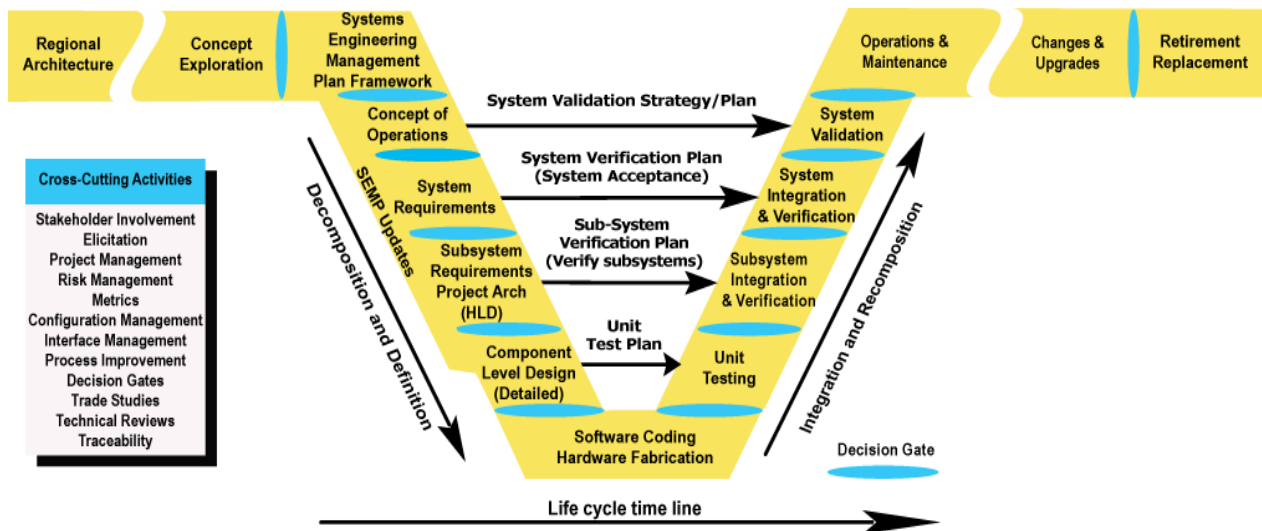 Regional
Architecture
Concept
Exploration
Systems
Engineering
Management
Plan Framework
Operations &
Maintenance
Changes &
Upgrades
Retirement
Replacement
Concept of
Operations
System Validation Strategy/Plan
System
Validation
Cross-Cutting Activities
Stakeholder Involvement
Elicitation
Project Management
Risk Management
Metrics
Configuration Management
Interface Management
Process Improvement
Decision Gates
Trade Studies
Technical Reviews
Traceability
Decomposition and Definition
SEMP Updates
System
Requirements
System Verification Plan
(System Acceptance)
System
Integration
& Verification
Subsystem
Requirements
Project Arch
(HLD)
Sub-System
Verification Plan
(Verify subsystems)
Subsystem
Integration
& Verification
Component
Level Design
(Detailed)
Unit
Test Plan
Unit
Testing
Integration and Recomposition
Software Coding
Hardware Fabrication
Decision Gate
Life cycle time line